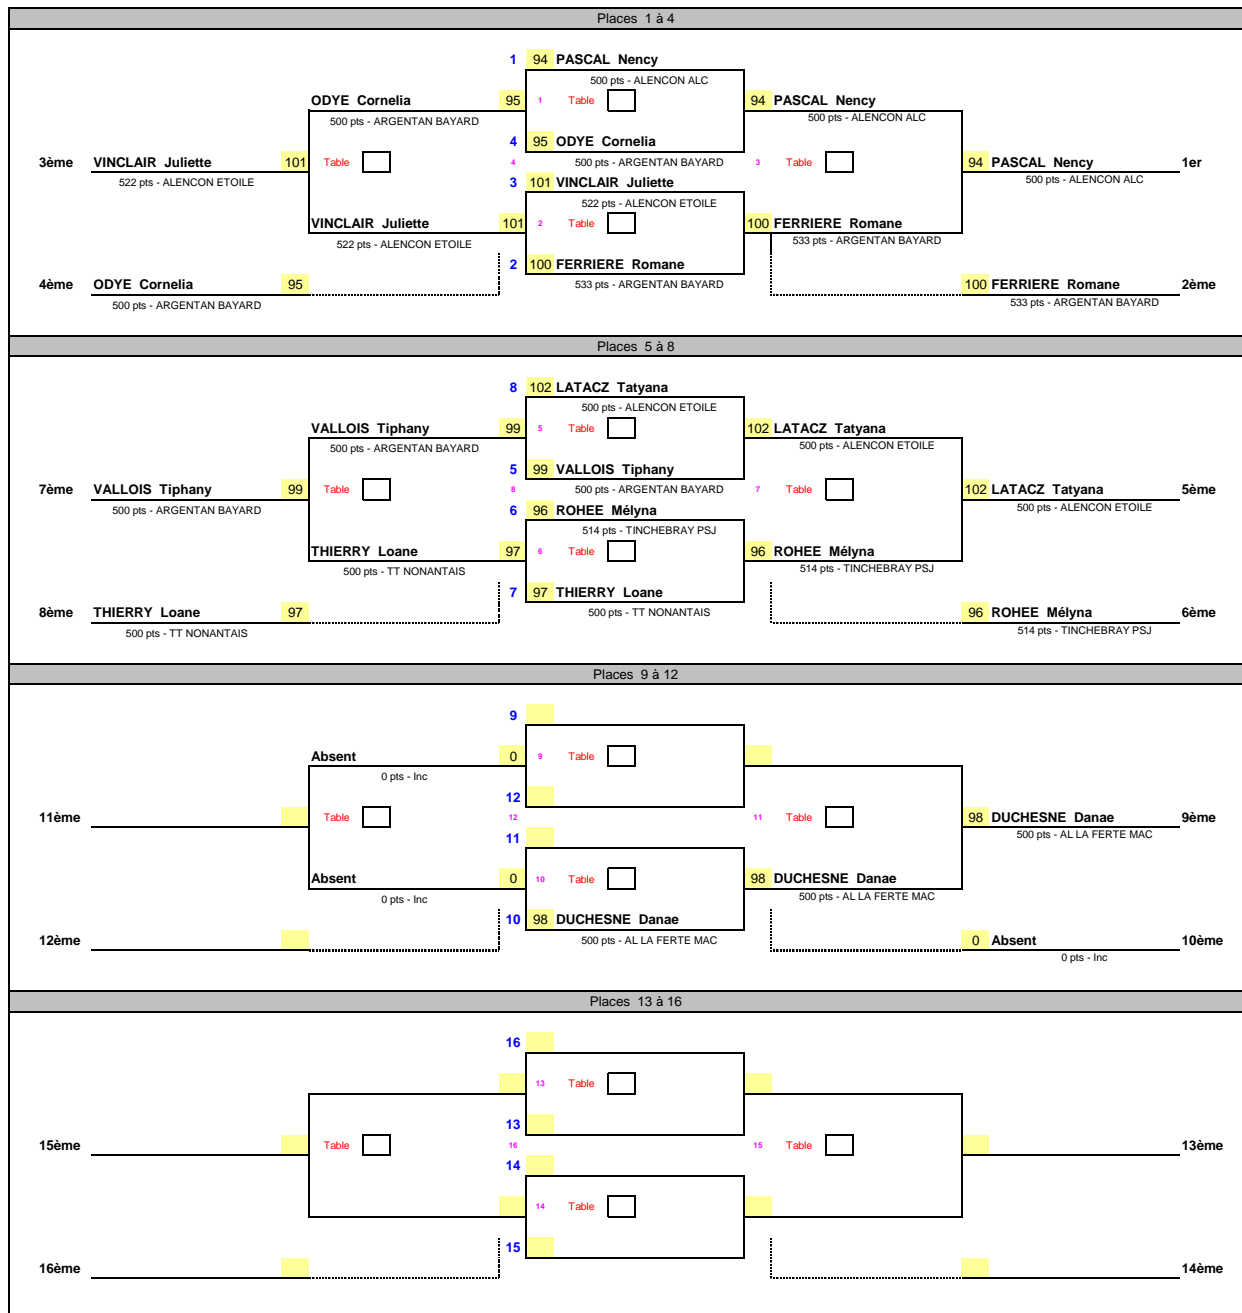 Places 1 à 4
1 94 PASCAL Nency
500 pts - ALENCON ALC
ODYE Cornelia 95 1 Table 94 PASCAL Nency
500 pts - ARGENTAN BAYARD 500 pts - ALENCON ALC
4 95 ODYE Cornelia
3ème VINCLAIR Juliette 101 Table 4 500 pts - ARGENTAN BAYARD 3 Table 94 PASCAL Nency 1er
522 pts - ALENCON ETOILE 3 101 VINCLAIR Juliette 500 pts - ALENCON ALC
522 pts - ALENCON ETOILE
VINCLAIR Juliette 101 2 Table 100 FERRIERE Romane
522 pts - ALENCON ETOILE 533 pts - ARGENTAN BAYARD
2 100 FERRIERE Romane
4ème ODYE Cornelia 95 533 pts - ARGENTAN BAYARD 100 FERRIERE Romane 2ème
500 pts - ARGENTAN BAYARD 533 pts - ARGENTAN BAYARD
Places 5 à 8
8 102 LATACZ Tatyana
500 pts - ALENCON ETOILE
VALLOIS Tiphany 99 5 Table 102 LATACZ Tatyana
500 pts - ARGENTAN BAYARD 500 pts - ALENCON ETOILE
5 99 VALLOIS Tiphany
7ème VALLOIS Tiphany 99 Table 8 500 pts - ARGENTAN BAYARD 7 Table 102 LATACZ Tatyana 5ème
500 pts - ARGENTAN BAYARD 6 96 ROHEE Mélyna 500 pts - ALENCON ETOILE
514 pts - TINCHEBRAY PSJ
THIERRY Loane 97 6 Table 96 ROHEE Mélyna
500 pts - TT NONANTAIS 514 pts - TINCHEBRAY PSJ
7 97 THIERRY Loane
8ème THIERRY Loane 97 500 pts - TT NONANTAIS 96 ROHEE Mélyna 6ème
500 pts - TT NONANTAIS 514 pts - TINCHEBRAY PSJ
Places 9 à 12
9
Absent 0 9 Table
0 pts - Inc
12
11ème Table 12 11 Table 98 DUCHESNE Danae 9ème
11 500 pts - AL LA FERTE MAC
Absent 0 10 Table 98 DUCHESNE Danae
0 pts - Inc 500 pts - AL LA FERTE MAC
10 98 DUCHESNE Danae
12ème 500 pts - AL LA FERTE MAC 0 Absent 10ème
0 pts - Inc
Places 13 à 16
16
13 Table
13
15ème Table 16 15 Table 13ème
14
14 Table
15
16ème 14ème